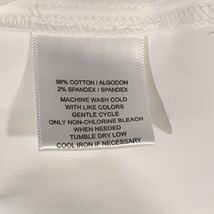 98% COTTON / ALGODON
2% SPANDEX / SPANDEX
MACHINE WASH COLD
WITH LIKE COLORS
GENTLE CYCLE
ONLY NON-CHLORINE BLEACH
WHEN NEEDED
TUMBLE DRY LOW
COOL IRON IF NECESSARY